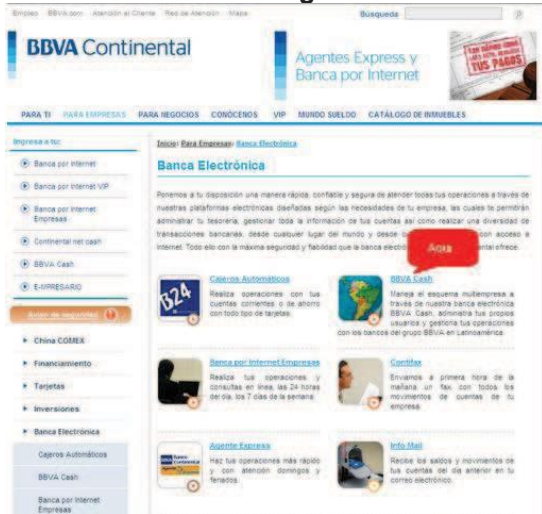 Empleo BBVA.com Atención al Cliente Red de Atención Mapa
Búsqueda
BBVA Continental
Agentes Express y
Banca por Internet
TUS PAGOS
PARA TI PARA EMPRESAS PARA NEGOCIOS CONÓCENOS VIP MUNDO SUELDO CATÁLOGO DE INMUEBLES
Ingresa a tu:
Banca por Internet
Banca por Internet VIP
Banca por Internet
Empresas
Continental net cash
BBVA Cash
E-MPRESARIO
Aviso de seguridad
China COMEX
Financiamiento
Tarjetas
Inversiones
Banca Electrónica
Cajeros Automáticos
BBVA Cash
Banca por Internet
Empresas
Inicio: Para Empresas: Banca Electrónica
Banca Electrónica
Ponemos a tu disposición una manera rápida, confiable y segura de atender todas tus operaciones a través de
nuestras plataformas electrónicas diseñadas según las necesidades de tu empresa, las cuales te permitirán
administrar tu tesorería, gestionar toda la información de tus cuentas así como realizar una diversidad de
transacciones bancarias, desde cualquier lugar del mundo y desde con acceso a
Internet. Todo ello con la máxima seguridad y fiabilidad que la banca ofrece.
Aquí
Cajeros Automáticos
Realiza operaciones con tus
cuentas corrientes o de ahorro
con todo tipo de tarjetas.
B24
BBVA Cash
Maneja el esquema multiempresa a
través de nuestra banca electrónica
BBVA Cash, administra tus propios
usuarios y gestiona tus operaciones
con los bancos del grupo BBVA en Latinoamérica.
Banca por Internet Empresas
Realiza tus operaciones y
consultas en línea, las 24 horas
del día, los 7 días de la semana.
Contifax
Enviamos a primera hora de la
mañana un fax con todos los
movimientos de cuentas de tu
empresa.
Agente Express
Haz tus operaciones más rápido
y con atención domingos y
feriados.
Info Mail
Recibe los saldos y movimientos de
tus cuentas del día anterior en tu
correo electrónico.